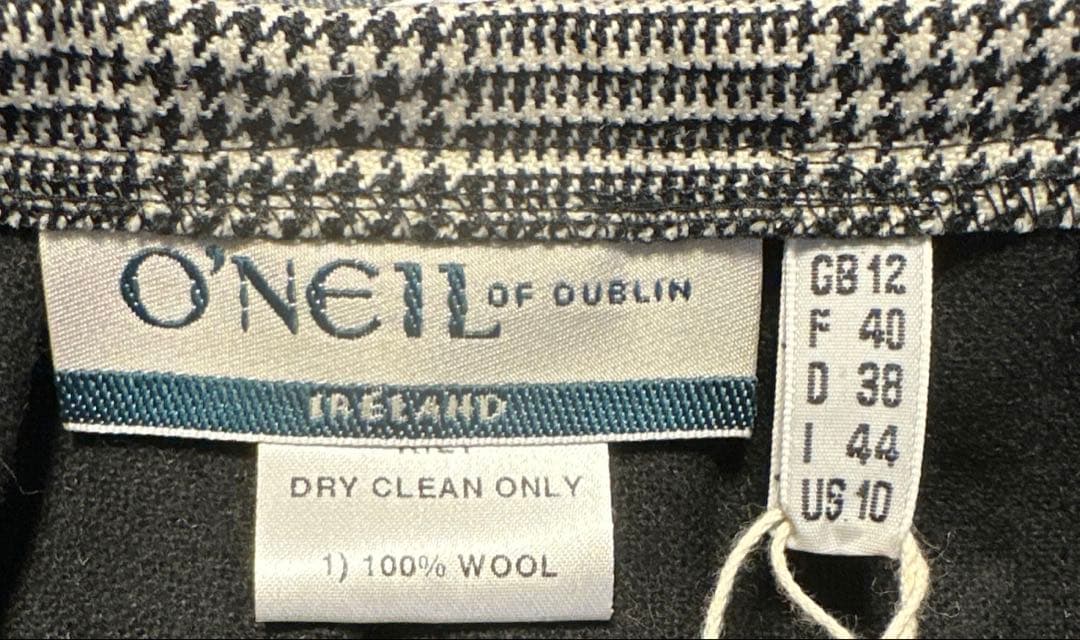 O'NEIL OF DUBLIN
IRELAND
DRY CLEAN ONLY
1) 100% WOOL
GB 12
F 40
D 38
I 44
US 10